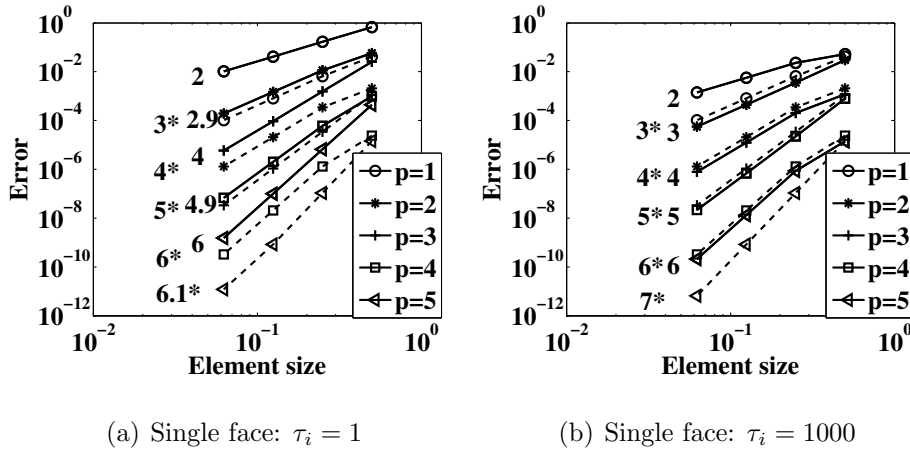 10^0
10^-2
10^-4
10^-6
10^-8
10^-10
10^-12
Error
2
3* 2.9
4* 4
5* 4.9
6* 6
6.1*
p=1
p=2
p=3
p=4
p=5
10^-2
10^-1
10^0
Element size
(a) Single face: τ_i = 1
10^0
10^-2
10^-4
10^-6
10^-8
10^-10
10^-12
Error
2
3* 3
4* 4
5* 5
6* 6
7*
p=1
p=2
p=3
p=4
p=5
10^-2
10^-1
10^0
Element size
(b) Single face: τ_i = 1000